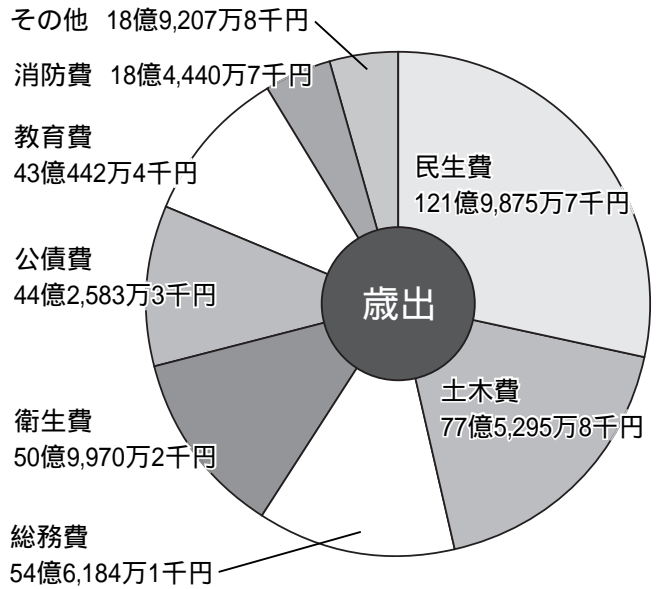 その他 18億9,207万8千円
消防費 18億4,440万7千円
教育費
43億442万4千円
民生費
121億9,875万7千円
公債費
44億2,583万3千円
歳出
土木費
77億5,295万8千円
衛生費
50億9,970万2千円
総務費
54億6,184万1千円